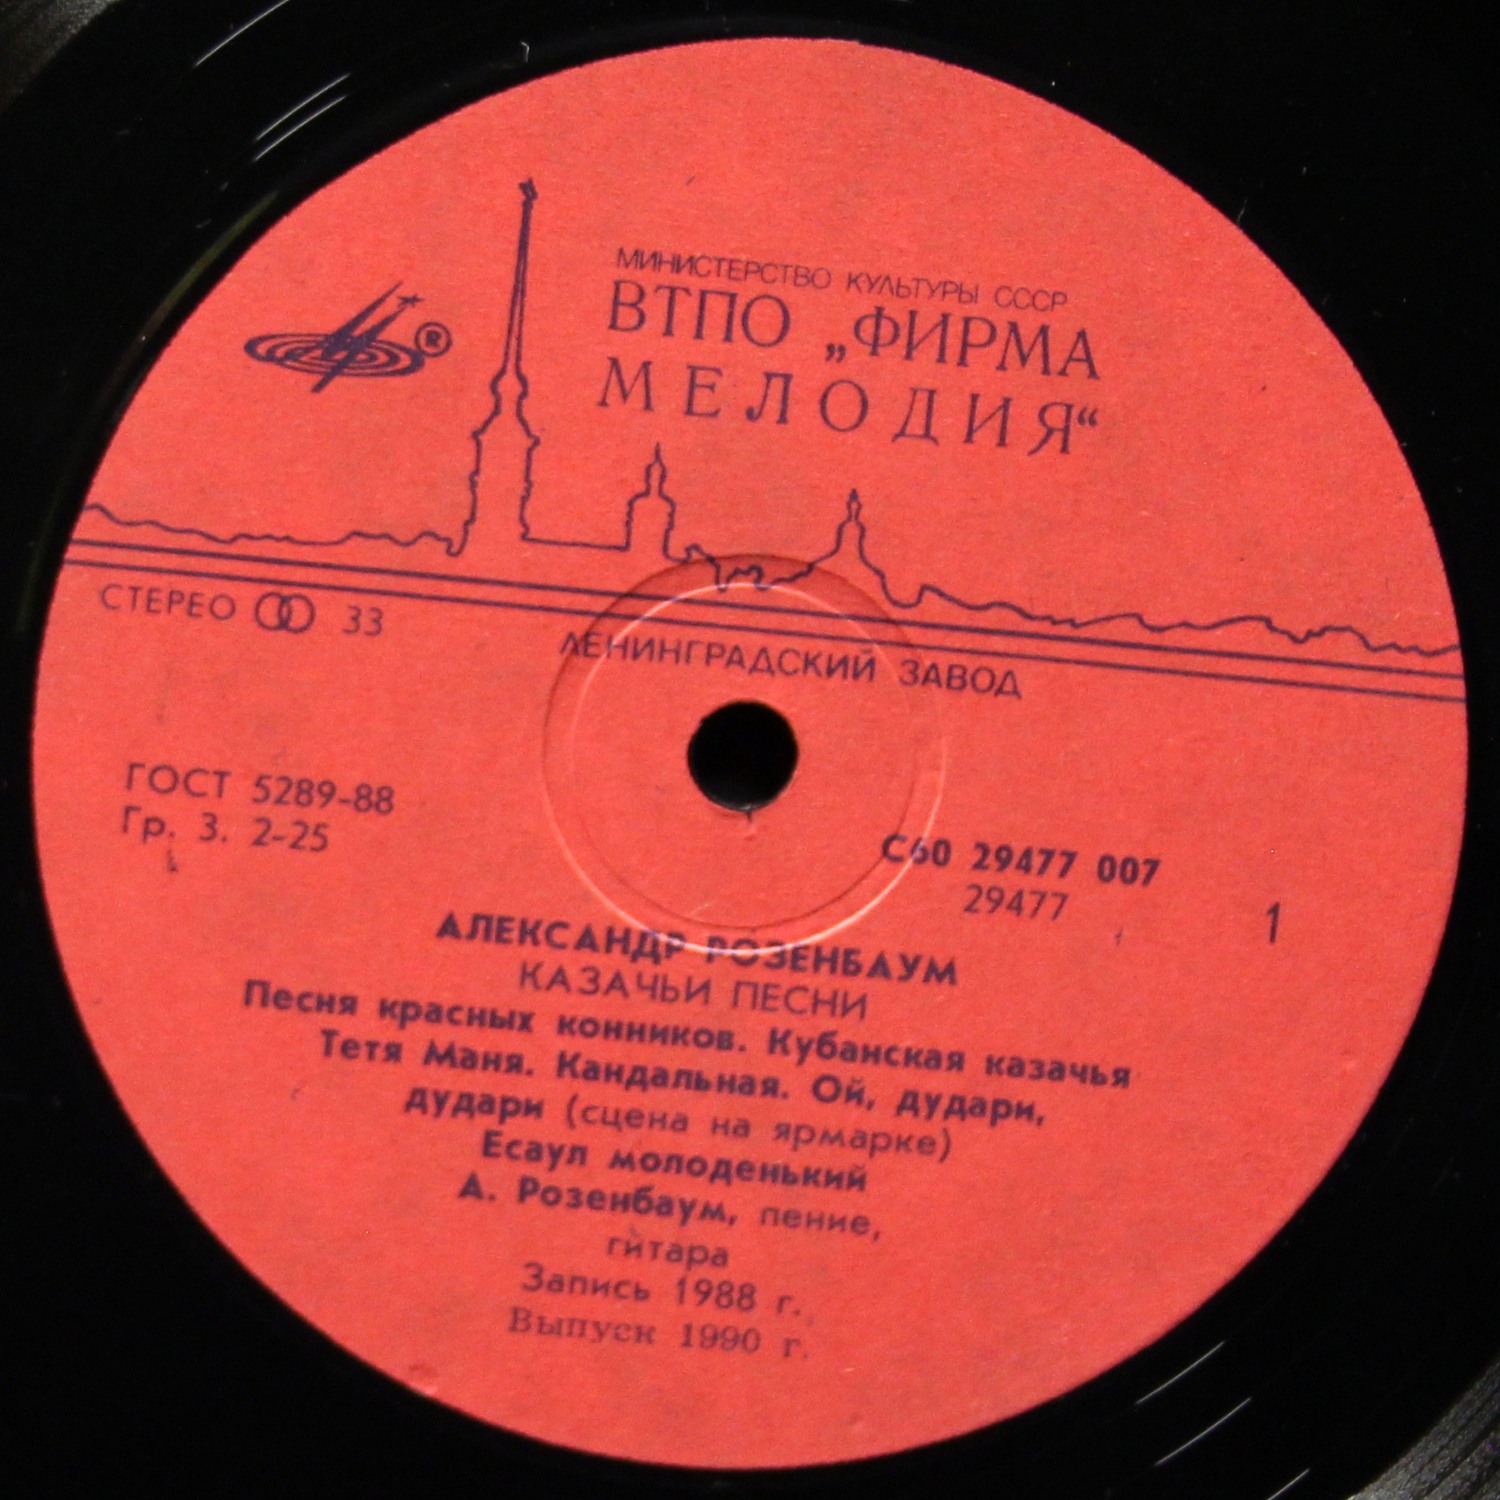 МИНИСТЕРСТВО КУЛЬТУРЫ СССР
ВТПО „ФИРМА
МЕЛОДИЯ“
®
СТЕРЕО 33
ЛЕНИНГРАДСКИЙ ЗАВОД
ГОСТ 5289-88
Гр. 3. 2-25
С60 29477 007
29477
1
АЛЕКСАНДР РОЗЕНБАУМ
КАЗАЧЬИ ПЕСНИ
Песня красных конников. Кубанская казачья
Тетя Маня. Кандальная. Ой, дудари,
дудари (сцена на ярмарке)
Есаул молоденький
А. Розенбаум, пение,
гитара
Запись 1988 г.
Выпуск 1990 г.